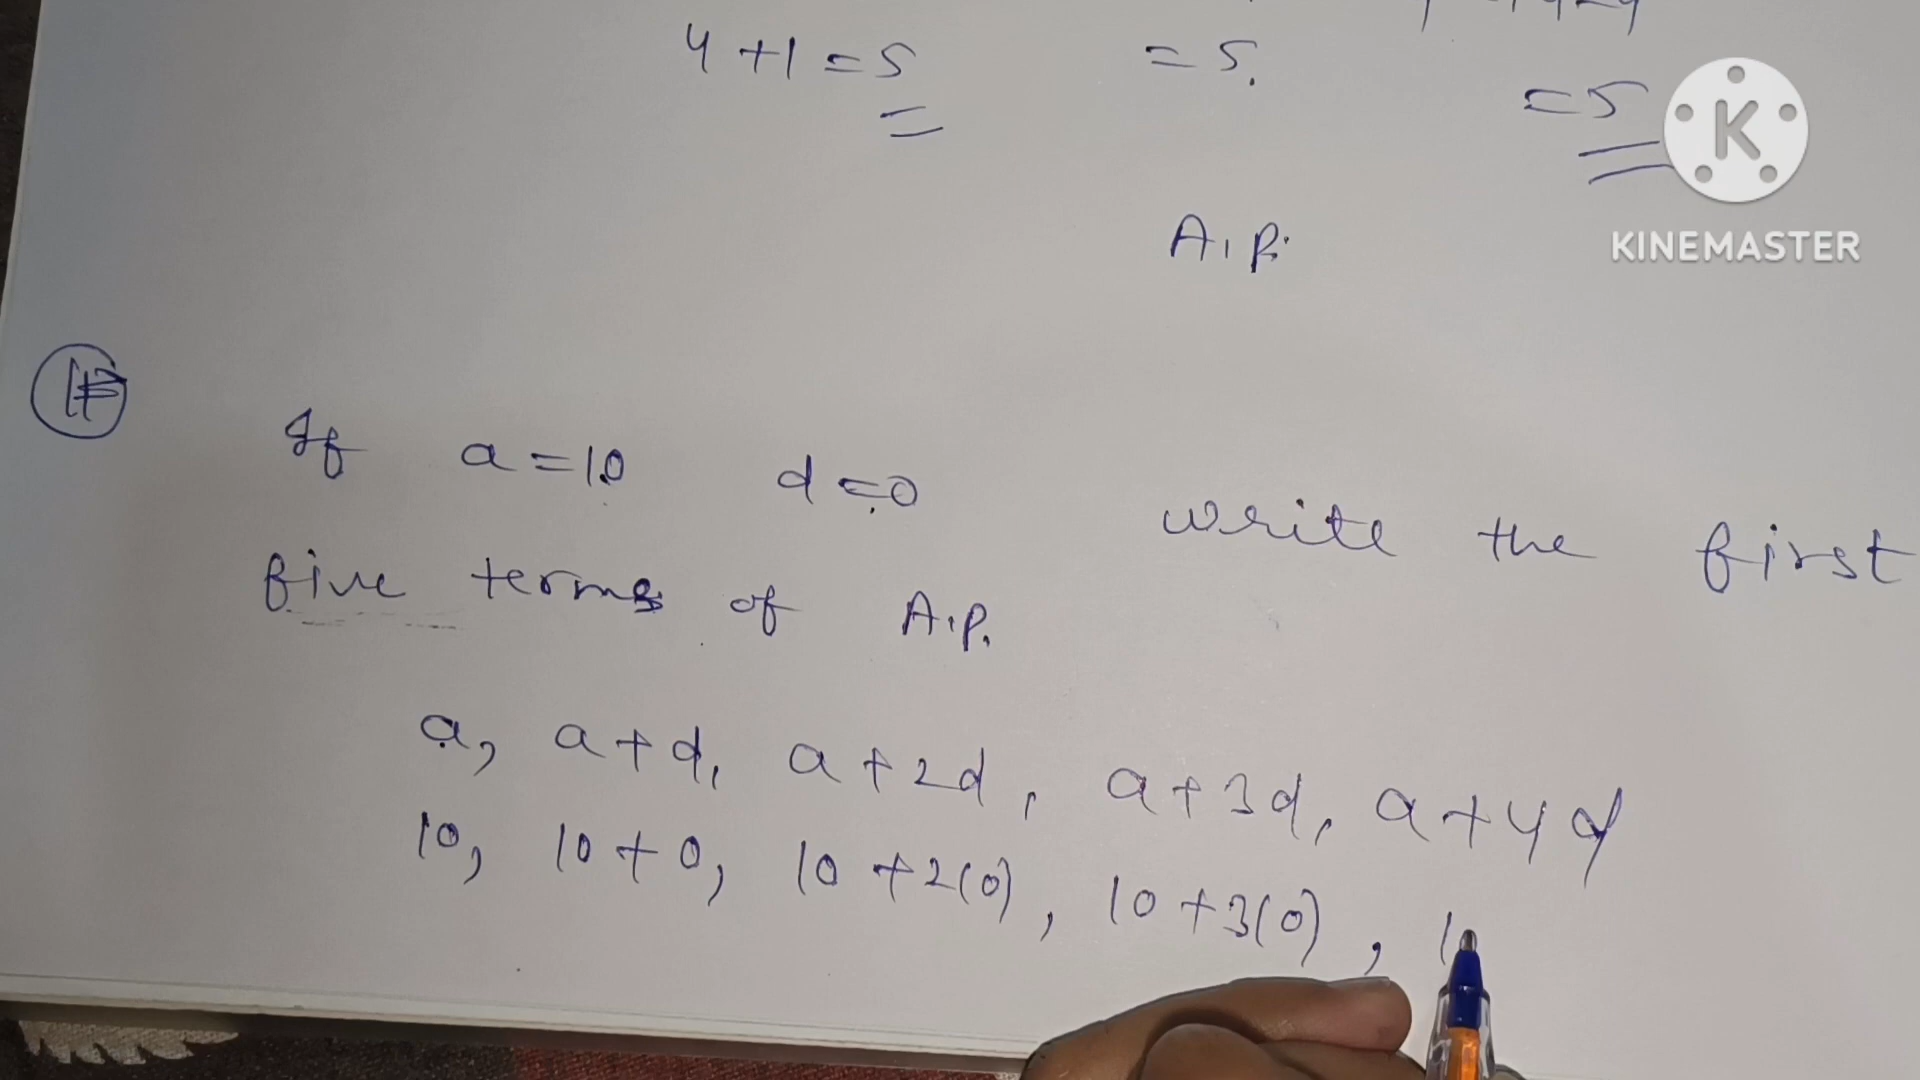 4 + 1 = 5
= 5.
= 5
K
KINEMASTER
A.P.
If a = 10 d = 0 write the first
five terms of A.P.
a, a + d, a + 2d, a + 3d, a + 4d
10, 10 + 0, 10 + 2(0), 10 + 3(0),